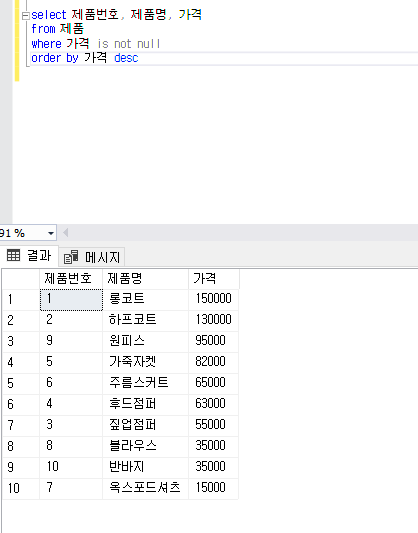 select 제품번호, 제품명, 가격
from 제품
where 가격 is not null
order by 가격 desc
91 %
결과 메시지
제품번호 제품명 가격
1 1 롱코트 150000
2 2 하프코트 130000
3 9 원피스 95000
4 5 가죽자켓 82000
5 6 주름스커트 65000
6 4 후드점퍼 63000
7 3 짚업점퍼 55000
8 8 블라우스 35000
9 10 반바지 35000
10 7 옥스포드셔츠 15000